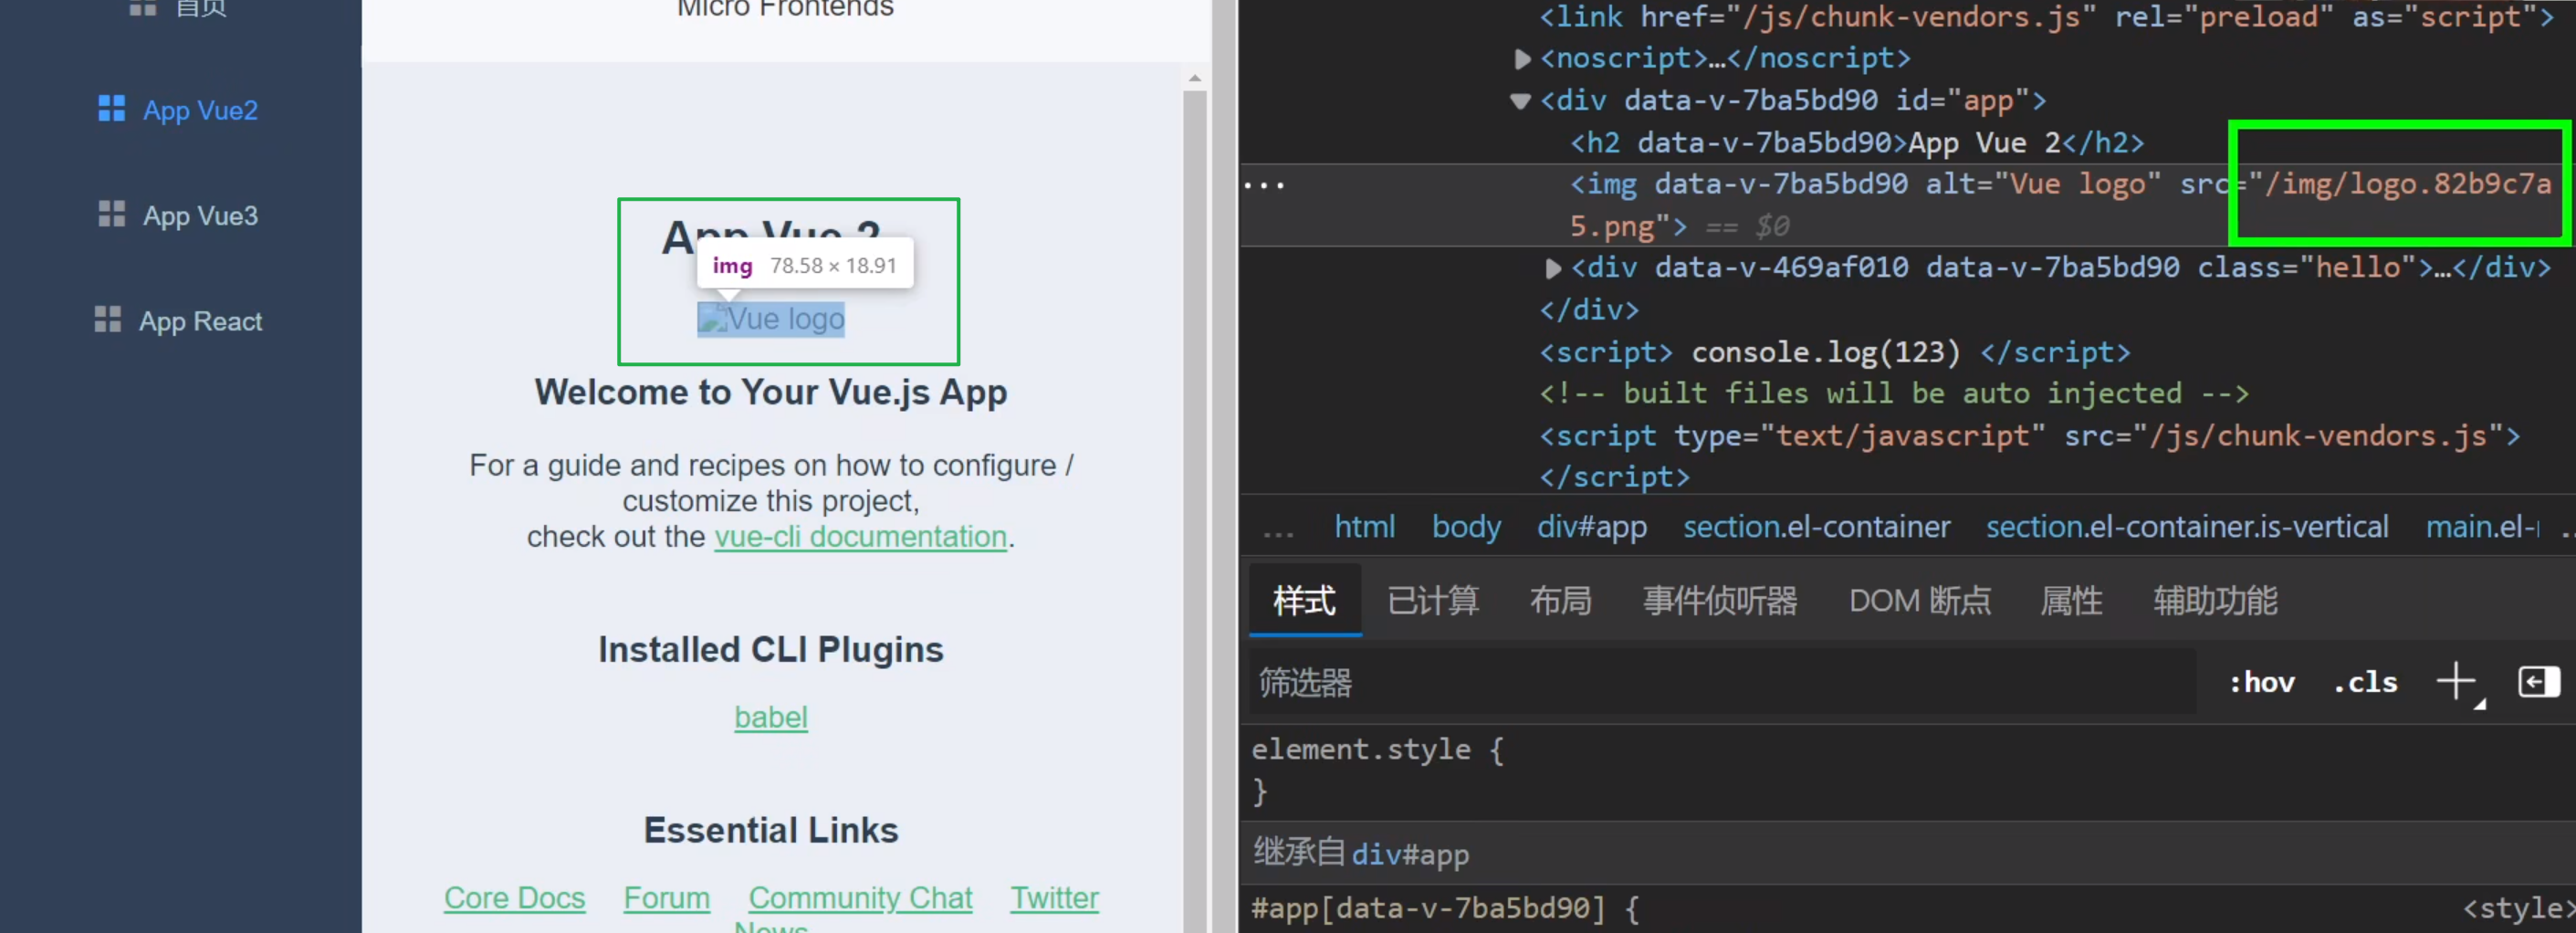 首页
App Vue2
App Vue3
App React
Micro Frontends
App Vue 2
img 78.58 × 18.91
Vue logo
Welcome to Your Vue.js App
For a guide and recipes on how to configure /
customize this project,
check out the vue-cli documentation.
Installed CLI Plugins
babel
Essential Links
Core Docs Forum Community Chat Twitter
News
<link href="/js/chunk-vendors.js" rel="preload" as="script">
<noscript>…</noscript>
<div data-v-7ba5bd90 id="app">
<h2 data-v-7ba5bd90>App Vue 2</h2>
... <img data-v-7ba5bd90 alt="Vue logo" src="/img/logo.82b9c7a
5.png"> == $0
<div data-v-469af010 data-v-7ba5bd90 class="hello">…</div>
</div>
<script> console.log(123) </script>
<!-- built files will be auto injected -->
<script type="text/javascript" src="/js/chunk-vendors.js">
</script>
... html body div#app section.el-container section.el-container.is-vertical main.el- ..
样式 已计算 布局 事件侦听器 DOM 断点 属性 辅助功能
筛选器 :hov .cls
element.style {
}
继承自 div#app
#app[data-v-7ba5bd90] { <style>